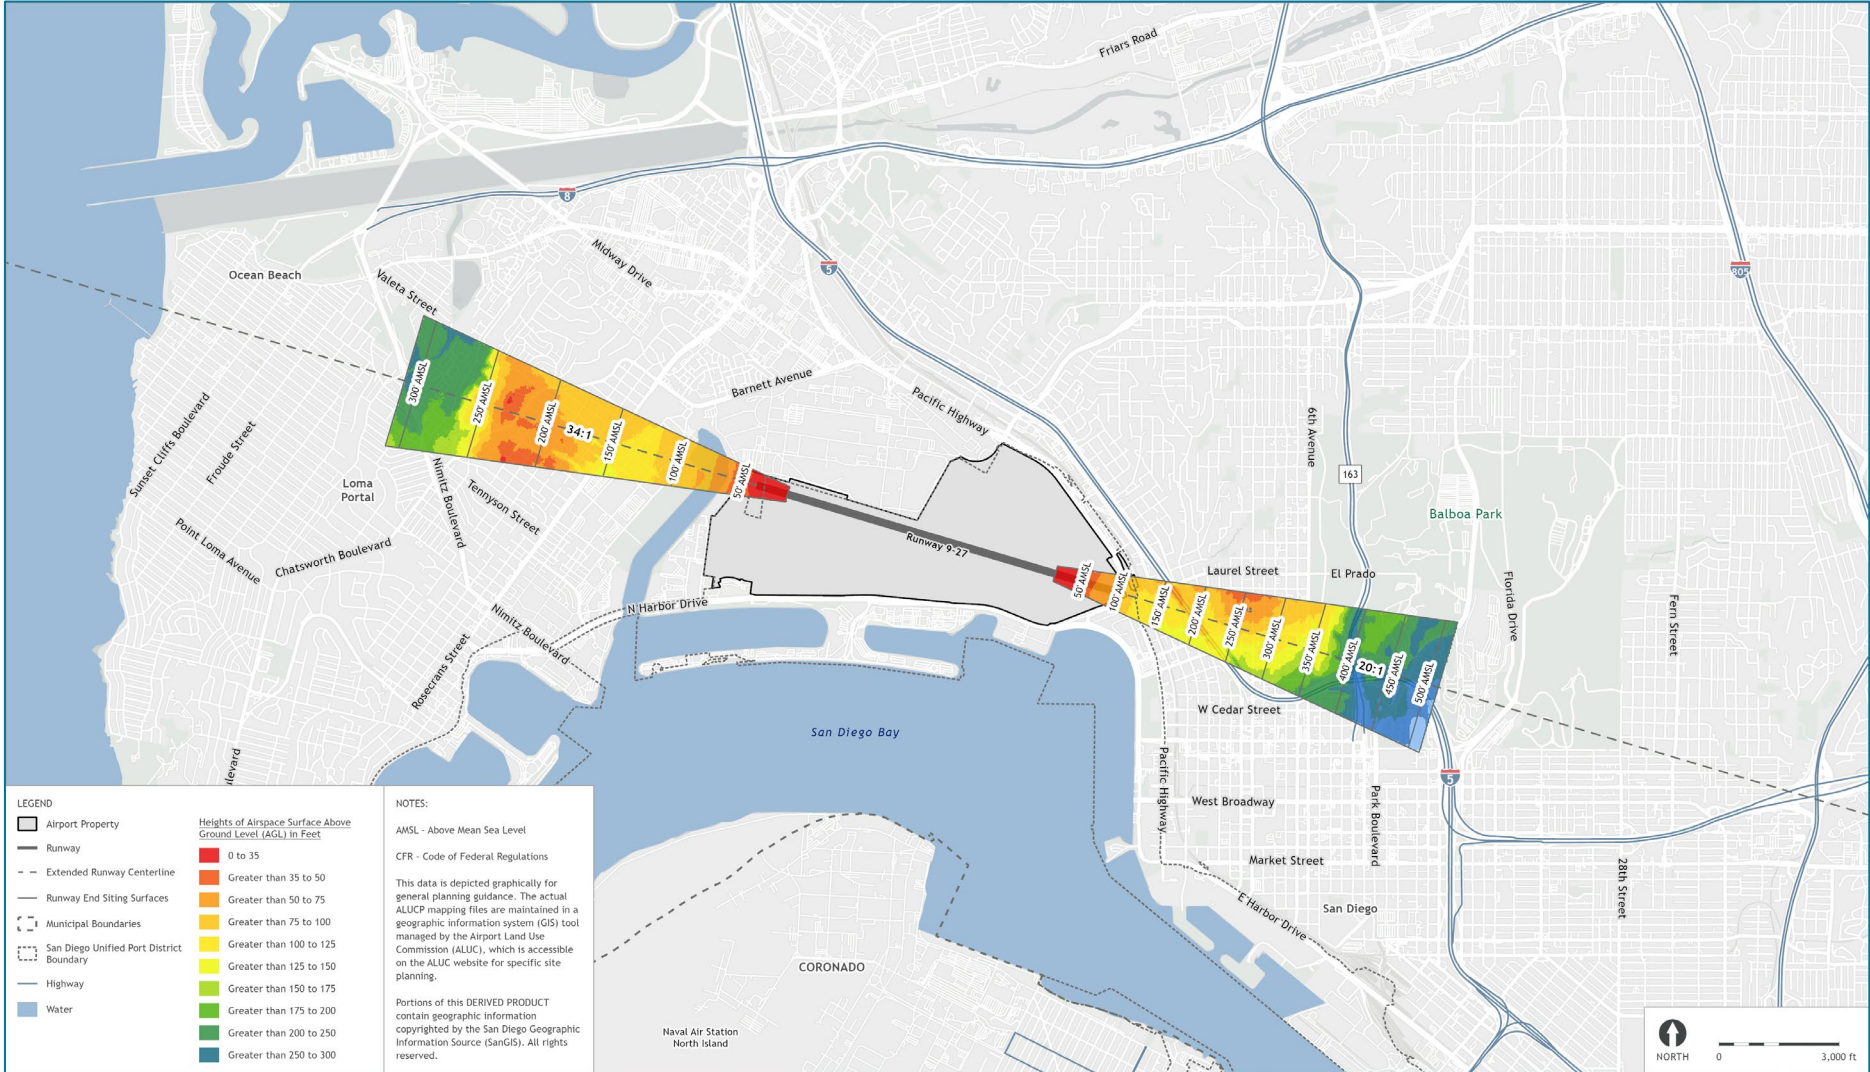 Friars Road
8
5
805
Midway Drive
Ocean Beach
Valeta Street
Barnett Avenue
Pacific Highway
300' AMSL
250' AMSL
200' AMSL
34:1
150' AMSL
100' AMSL
50' AMSL
Sunset Cliffs Boulevard
Froude Street
Loma
Portal
Nimitz Boulevard
Tennyson Street
Point Loma Avenue
Chatsworth Boulevard
Runway 9-27
6th Avenue
163
Balboa Park
Laurel Street
El Prado
Florida Drive
Fern Street
50' AMSL
100' AMSL
150' AMSL
200' AMSL
250' AMSL
300' AMSL
350' AMSL
400' AMSL
20:1
450' AMSL
500' AMSL
N Harbor Drive
Nimitz Boulevard
Rosecrans Street
W Cedar Street
San Diego Bay
ulevard
Pacific Highway
West Broadway
Park Boulevard
5
Market Street
28th Street
E Harbor Drive
San Diego
CORONADO
Naval Air Station
North Island
LEGEND
Airport Property
Runway
Extended Runway Centerline
Runway End Siting Surfaces
Municipal Boundaries
San Diego Unified Port District
Boundary
Highway
Water
Heights of Airspace Surface Above
Ground Level (AGL) in Feet
0 to 35
Greater than 35 to 50
Greater than 50 to 75
Greater than 75 to 100
Greater than 100 to 125
Greater than 125 to 150
Greater than 150 to 175
Greater than 175 to 200
Greater than 200 to 250
Greater than 250 to 300
NOTES:
AMSL - Above Mean Sea Level
CFR - Code of Federal Regulations
This data is depicted graphically for
general planning guidance. The actual
ALUCP mapping files are maintained in a
geographic information system (GIS) tool
managed by the Airport Land Use
Commission (ALUC), which is accessible
on the ALUC website for specific site
planning.
Portions of this DERIVED PRODUCT
contain geographic information
copyrighted by the San Diego Geographic
Information Source (SanGIS). All rights
reserved.
NORTH
0
3,000 ft